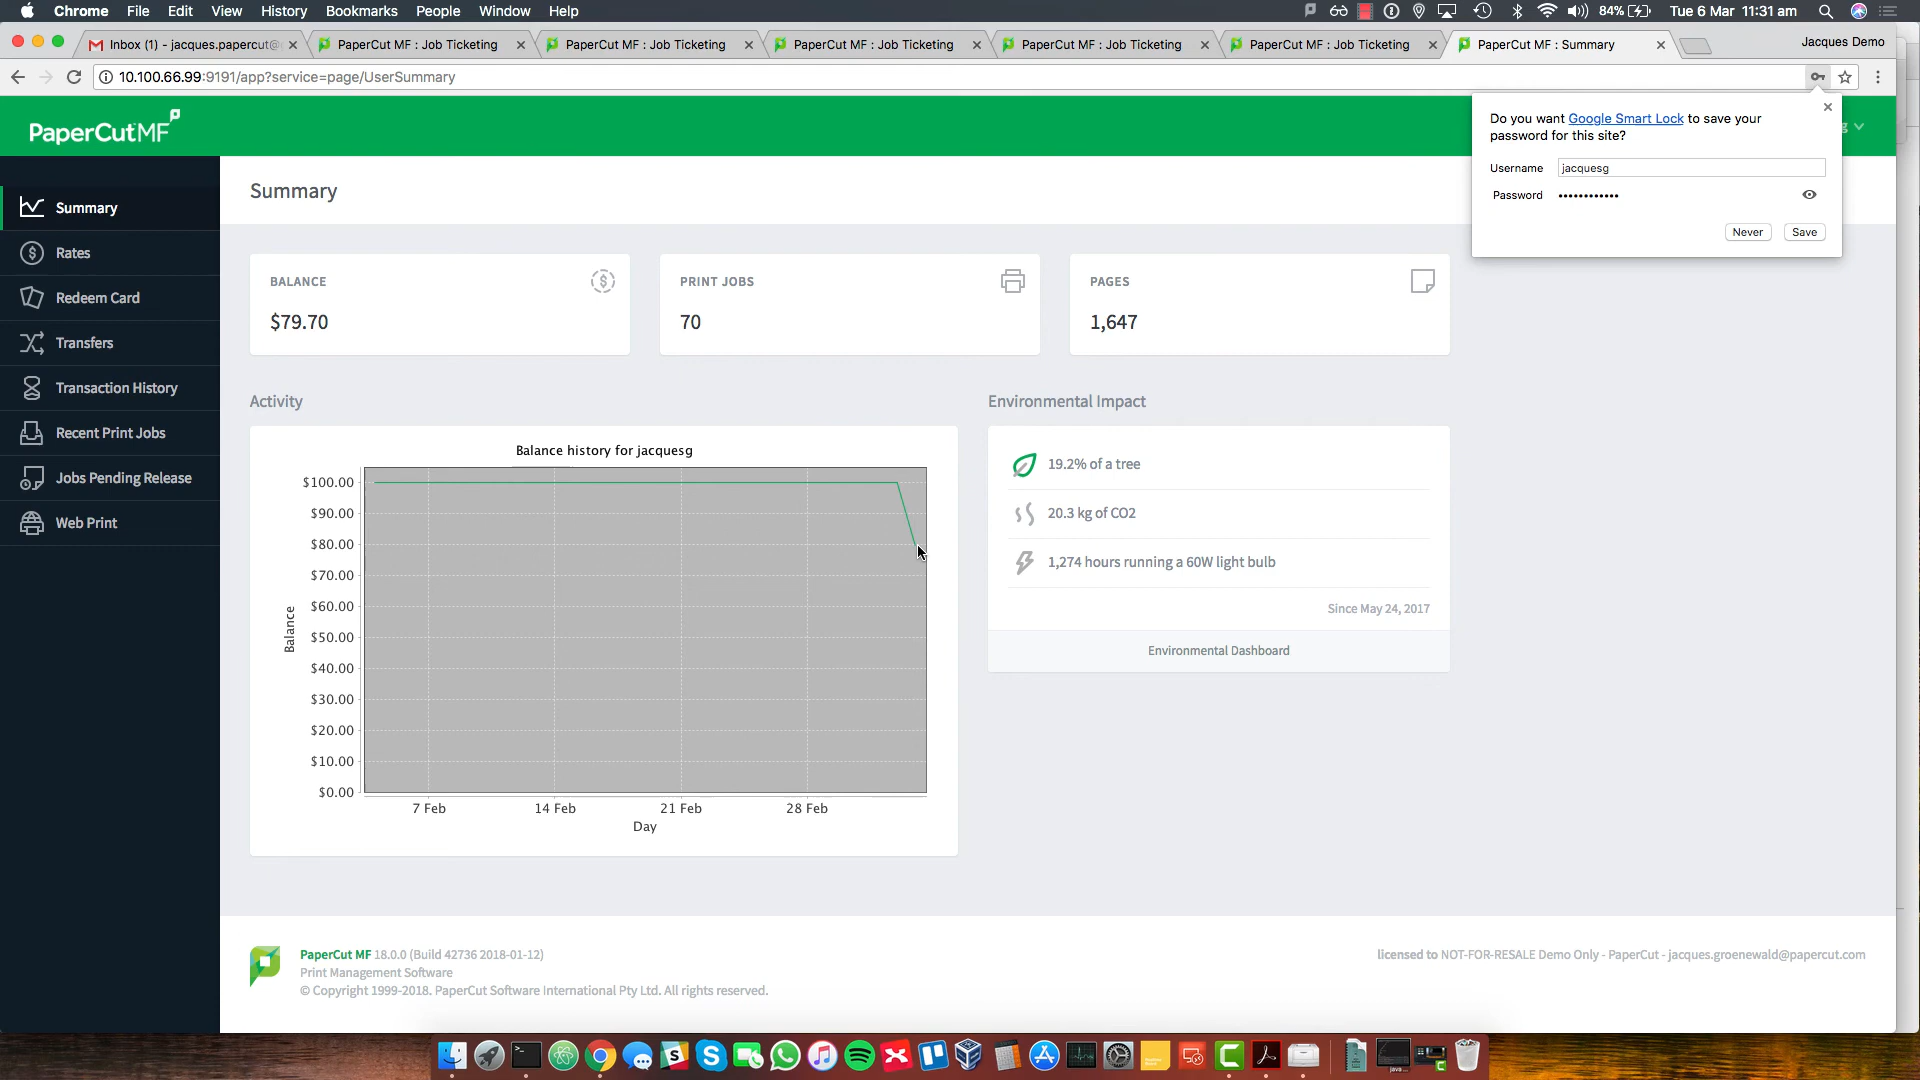 Chrome File Edit View History Bookmarks People Window Help 84% Tue 6 Mar 11:31 am
Inbox (1) - jacques.papercut@ PaperCut MF : Job Ticketing PaperCut MF : Job Ticketing PaperCut MF : Job Ticketing PaperCut MF : Job Ticketing PaperCut MF : Job Ticketing PaperCut MF : Summary Jacques Demo
10.100.66.99:9191/app?service=page/UserSummary
PaperCutMF
Do you want Google Smart Lock to save your
password for this site?
Username jacquesg
Password ••••••••••••
Never Save
Summary
Rates
Redeem Card
Transfers
Transaction History
Recent Print Jobs
Jobs Pending Release
Web Print
Summary
BALANCE
$79.70
PRINT JOBS
70
PAGES
1,647
Activity
Balance history for jacquesg
$100.00
$90.00
$80.00
$70.00
$60.00
$50.00
$40.00
$30.00
$20.00
$10.00
$0.00
Balance
7 Feb 14 Feb 21 Feb 28 Feb
Day
Environmental Impact
19.2% of a tree
20.3 kg of CO2
1,274 hours running a 60W light bulb
Since May 24, 2017
Environmental Dashboard
PaperCut MF 18.0.0 (Build 42736 2018-01-12)
Print Management Software
© Copyright 1999-2018. PaperCut Software International Pty Ltd. All rights reserved.
licensed to NOT-FOR-RESALE Demo Only - PaperCut - jacques.groenewald@papercut.com